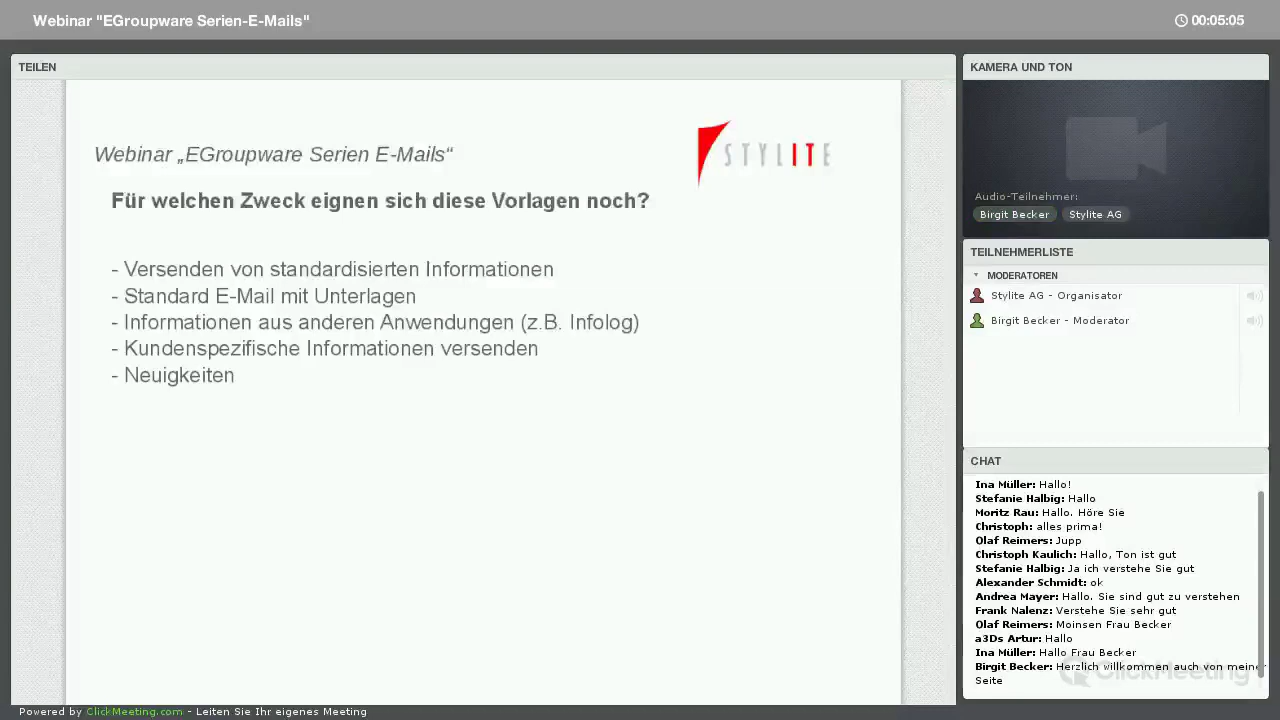 Webinar "EGroupware Serien-E-Mails"
00:05:05
TEILEN
Webinar „EGroupware Serien E-Mails“
STYLITE
Für welchen Zweck eignen sich diese Vorlagen noch?
- Versenden von standardisierten Informationen
- Standard E-Mail mit Unterlagen
- Informationen aus anderen Anwendungen (z.B. Infolog)
- Kundenspezifische Informationen versenden
- Neuigkeiten
KAMERA UND TON
Audio-Teilnehmer:
Birgit Becker Stylite AG
TEILNEHMERLISTE
MODERATOREN
Stylite AG - Organisator
Birgit Becker - Moderator
CHAT
Ina Müller: Hallo!
Stefanie Halbig: Hallo
Moritz Rau: Hallo. Höre Sie
Christoph: alles prima!
Olaf Reimers: Jupp
Christoph Kaulich: Hallo, Ton ist gut
Stefanie Halbig: Ja ich verstehe Sie gut
Alexander Schmidt: ok
Andrea Mayer: Hallo. Sie sind gut zu verstehen
Frank Nalenz: Verstehe Sie sehr gut
Olaf Reimers: Moinsen Frau Becker
a3Ds Artur: Hallo
Ina Müller: Hallo Frau Becker
Birgit Becker: Herzlich willkommen auch von meiner
Seite
ClickMeeting
Powered by ClickMeeting.com - Leiten Sie Ihr eigenes Meeting